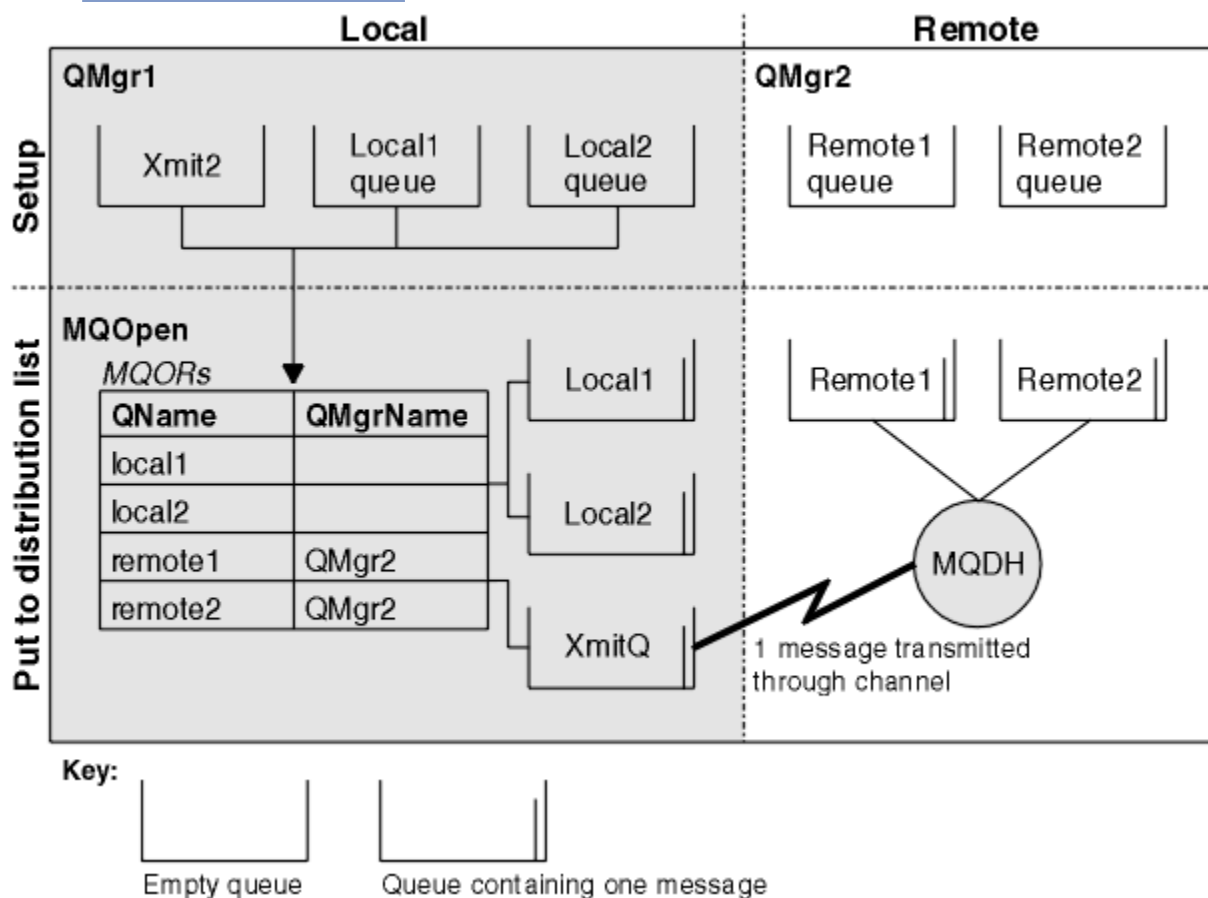 Local
Remote
Setup
QMgr1
QMgr2
Xmit2
Local1
queue
Local2
queue
Remote1
queue
Remote2
queue
Put to distribution list
MQOpen
MQORs
QName
QMgrName
local1
local2
remote1
QMgr2
remote2
QMgr2
Local1
Local2
XmitQ
Remote1
Remote2
MQDH
1 message transmitted
through channel
Key:
Empty queue
Queue containing one message